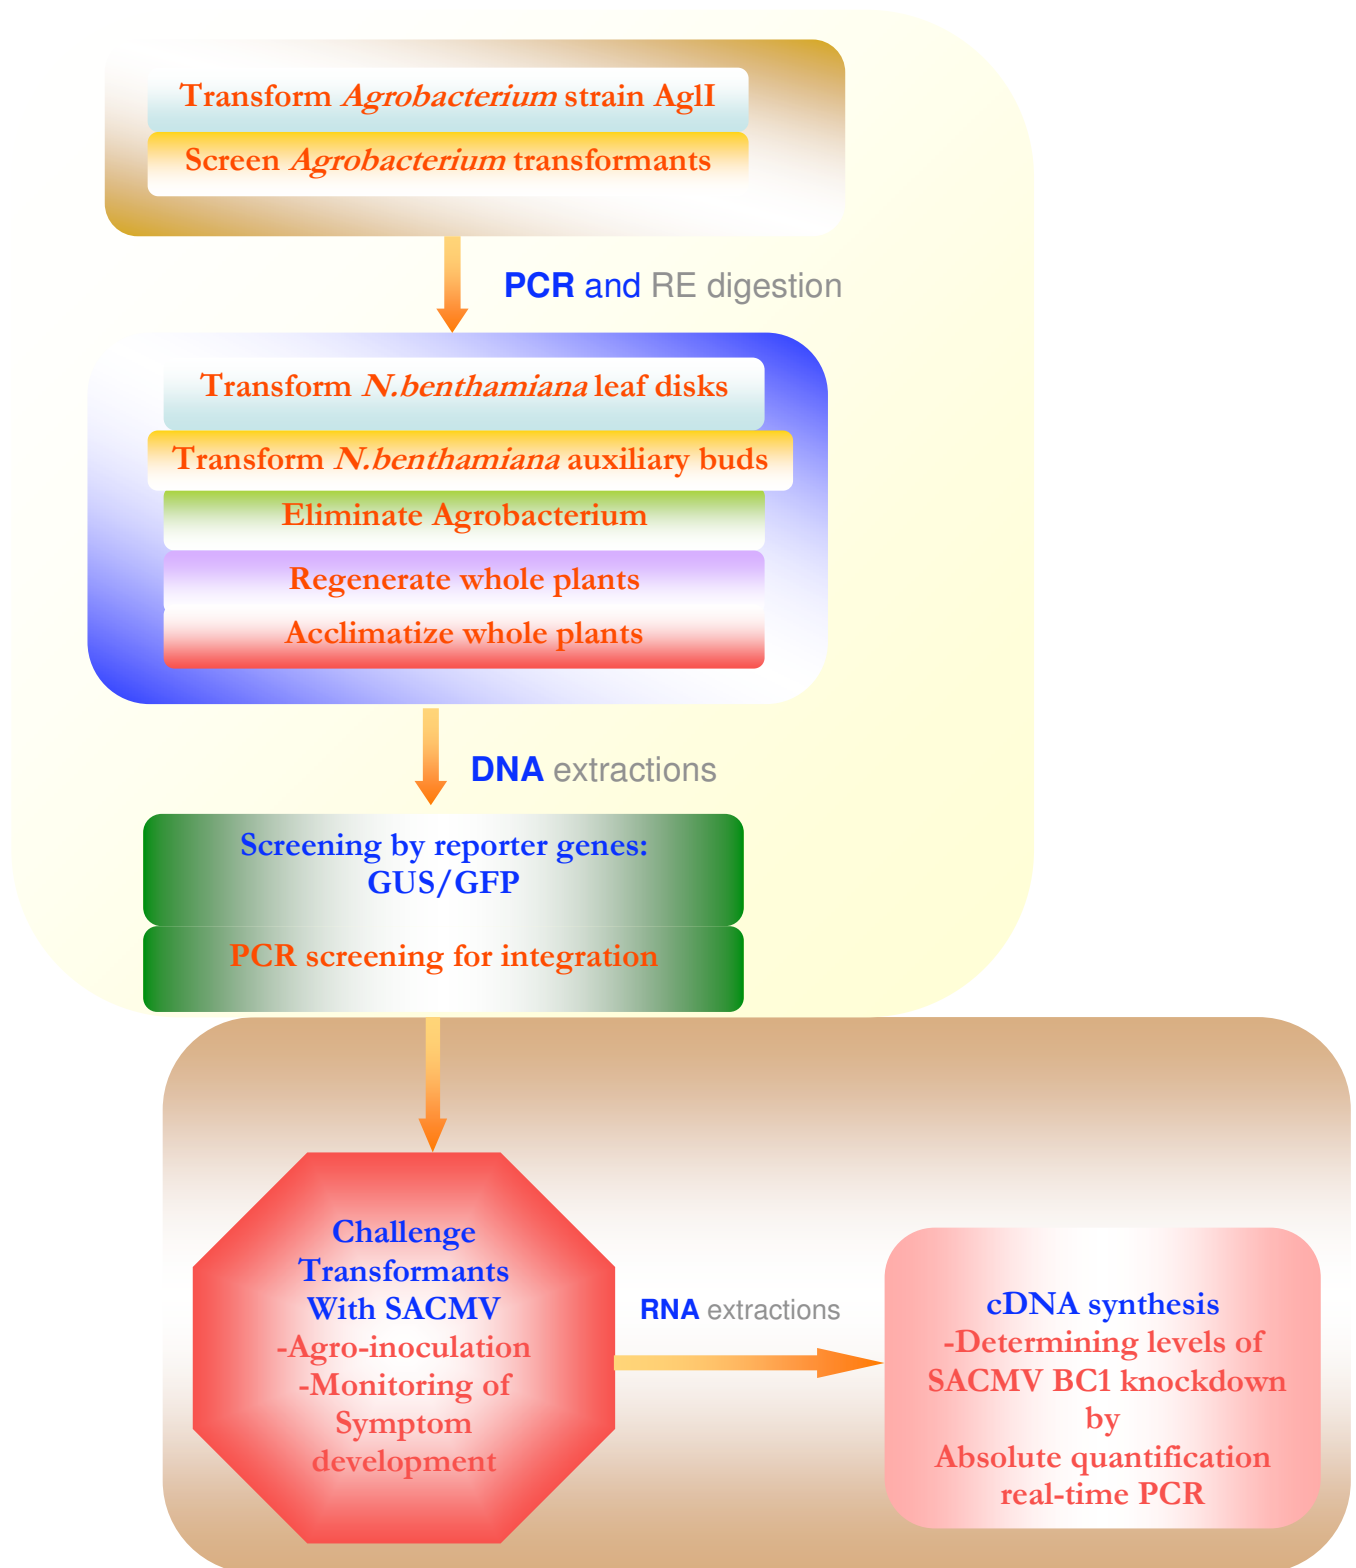 Transform Agrobacterium strain AglI
Screen Agrobacterium transformants
PCR and RE digestion
Transform N.benthamiana leaf disks
Transform N.benthamiana auxiliary buds
Eliminate Agrobacterium
Regenerate whole plants
Acclimatize whole plants
DNA extractions
Screening by reporter genes:
GUS/GFP
PCR screening for integration
Challenge
Transformants
With SACMV
-Agro-inoculation
-Monitoring of
Symptom
development
RNA extractions
cDNA synthesis
-Determining levels of
SACMV BC1 knockdown
by
Absolute quantification
real-time PCR